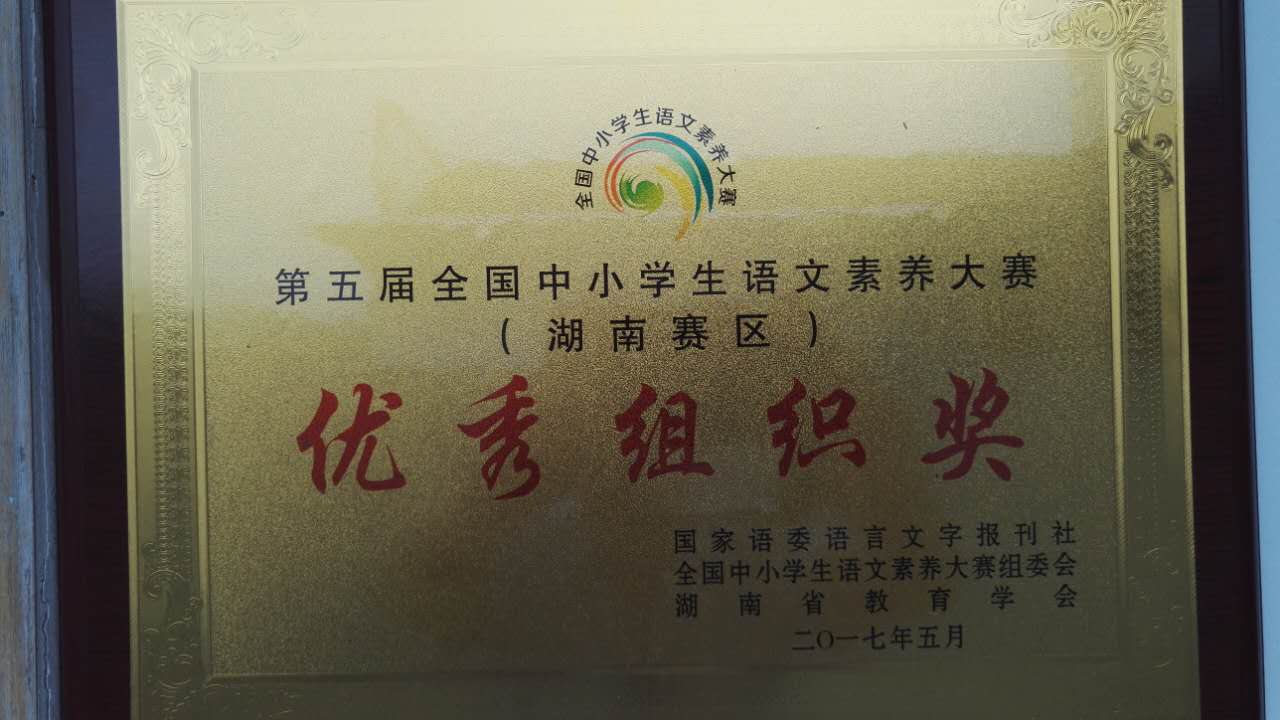 全国中小学生语文素养大赛
第五届全国中小学生语文素养大赛
(湖南赛区)
优秀组织奖
国家语委语言文字报刊社
全国中小学生语文素养大赛组委会
湖南省教育学会
二〇一七年五月